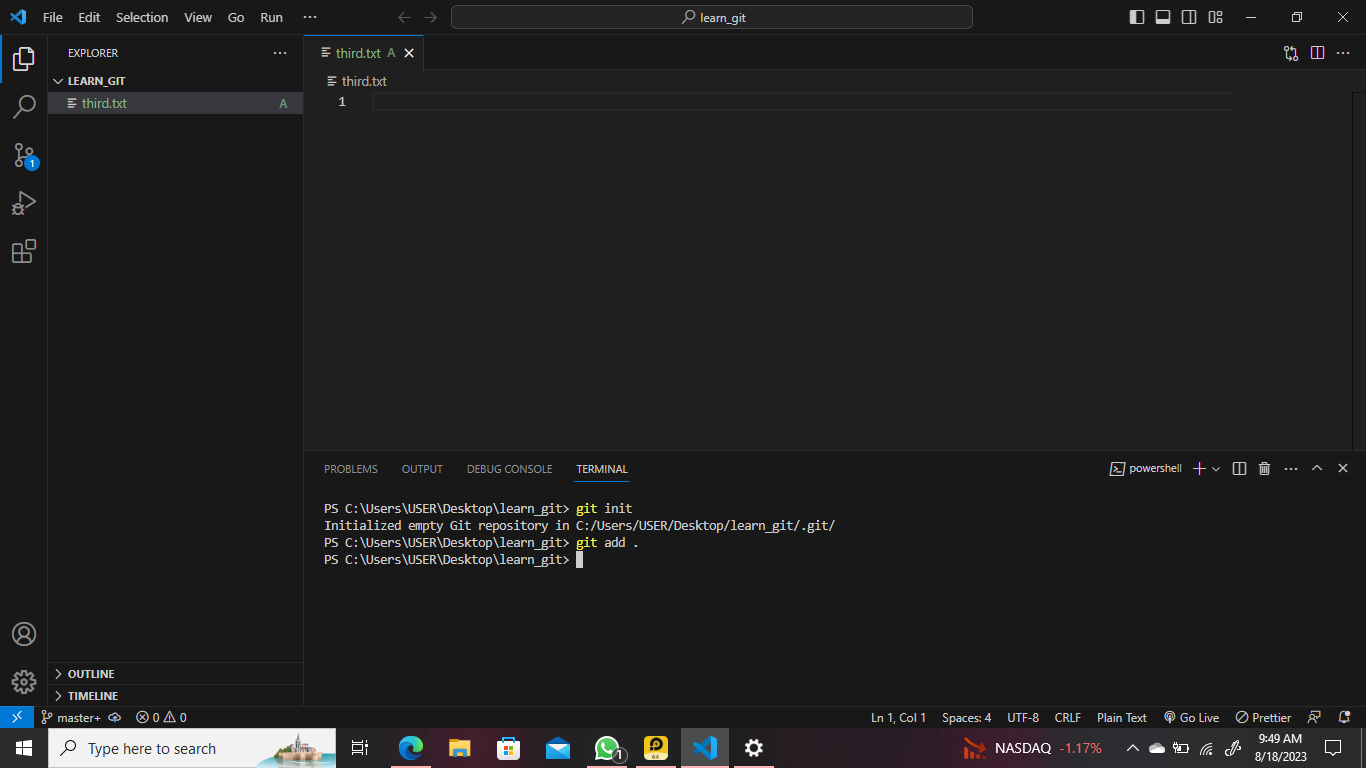 File Edit Selection View Go Run ···
learn_git
EXPLORER
third.txt A
LEARN_GIT
third.txt
third.txt A
1
1
PROBLEMS OUTPUT DEBUG CONSOLE TERMINAL
powershell
PS C:\Users\USER\Desktop\learn_git> git init
Initialized empty Git repository in C:/Users/USER/Desktop/learn_git/.git/
PS C:\Users\USER\Desktop\learn_git> git add .
PS C:\Users\USER\Desktop\learn_git>
OUTLINE
TIMELINE
master+ 0 0 Ln 1, Col 1 Spaces: 4 UTF-8 CRLF Plain Text Go Live Prettier
Type here to search
1
64
NASDAQ -1.17%
9:49 AM
8/18/2023